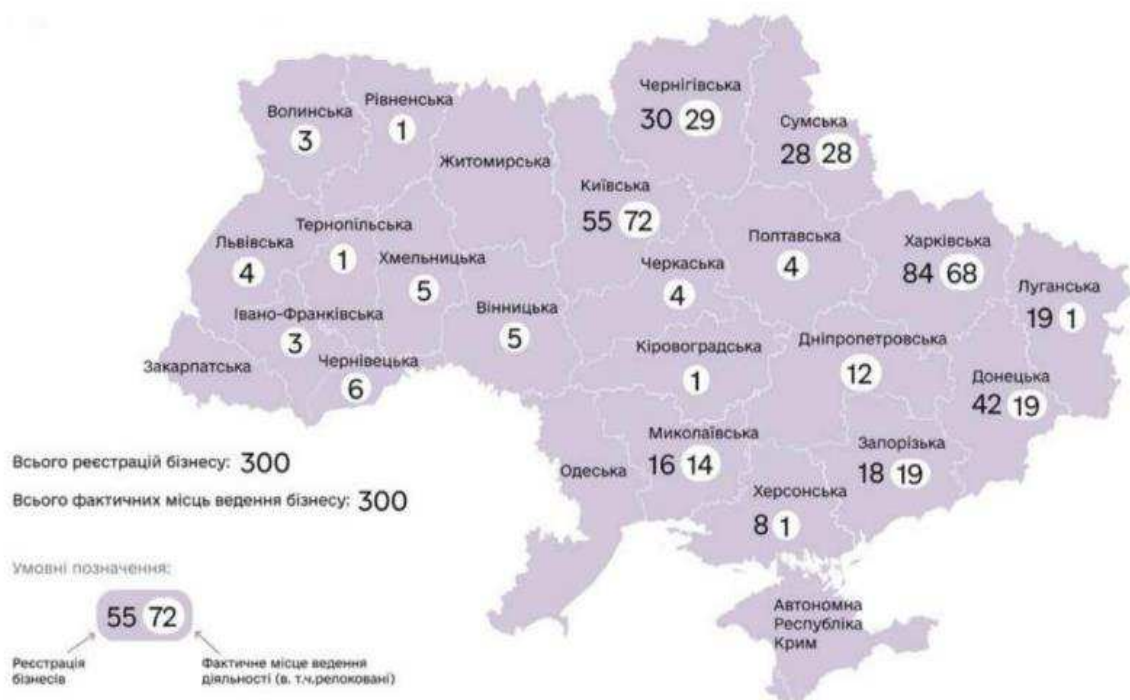 Волинська
3
Рівненська
1
Житомирська
Чернігівська
30 29
Сумська
28 28
Київська
55 72
Львівська
4
Тернопільська
1
Хмельницька
5
Вінницька
5
Черкаська
4
Полтавська
4
Харківська
84 68
Луганська
19 1
Івано-Франківська
3
Закарпатська
Чернівецька
6
Кіровоградська
1
Дніпропетровська
12
Донецька
42 19
Одеська
Миколаївська
16 14
Запорізька
18 19
Херсонська
8 1
Автономна
Республіка
Крим
Всього реєстрацій бізнесу: 300
Всього фактичних місць ведення бізнесу: 300
Умовні позначення:
55 72
Реєстрація
бізнесів
Фактичне місце ведення
діяльності (в. т.ч.релоковані)